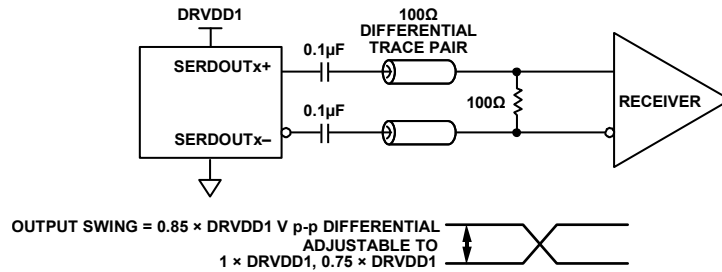 DRVDD1
100Ω
DIFFERENTIAL
TRACE PAIR
0.1µF
SERDOUTx+
0.1µF
100Ω
RECEIVER
SERDOUTx–
OUTPUT SWING = 0.85 × DRVDD1 V p-p DIFFERENTIAL
ADJUSTABLE TO
1 × DRVDD1, 0.75 × DRVDD1